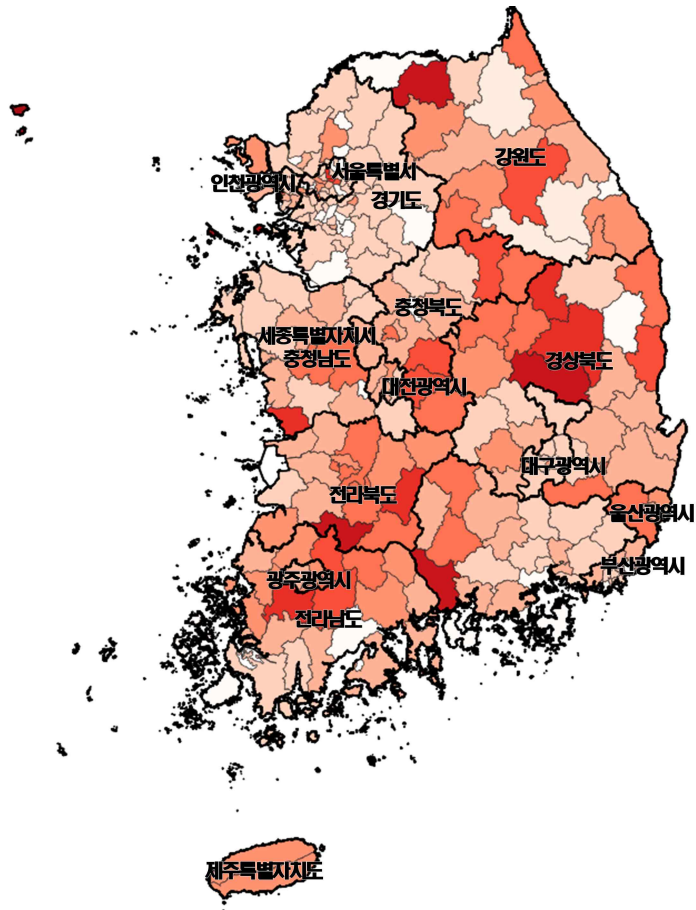 강원도
서울특별시
인천광역시
경기도
충청북도
세종특별자치시
충청남도
경상북도
대전광역시
대구광역시
전라북도
울산광역시
부산광역시
광주광역시
전라남도
제주특별자치도